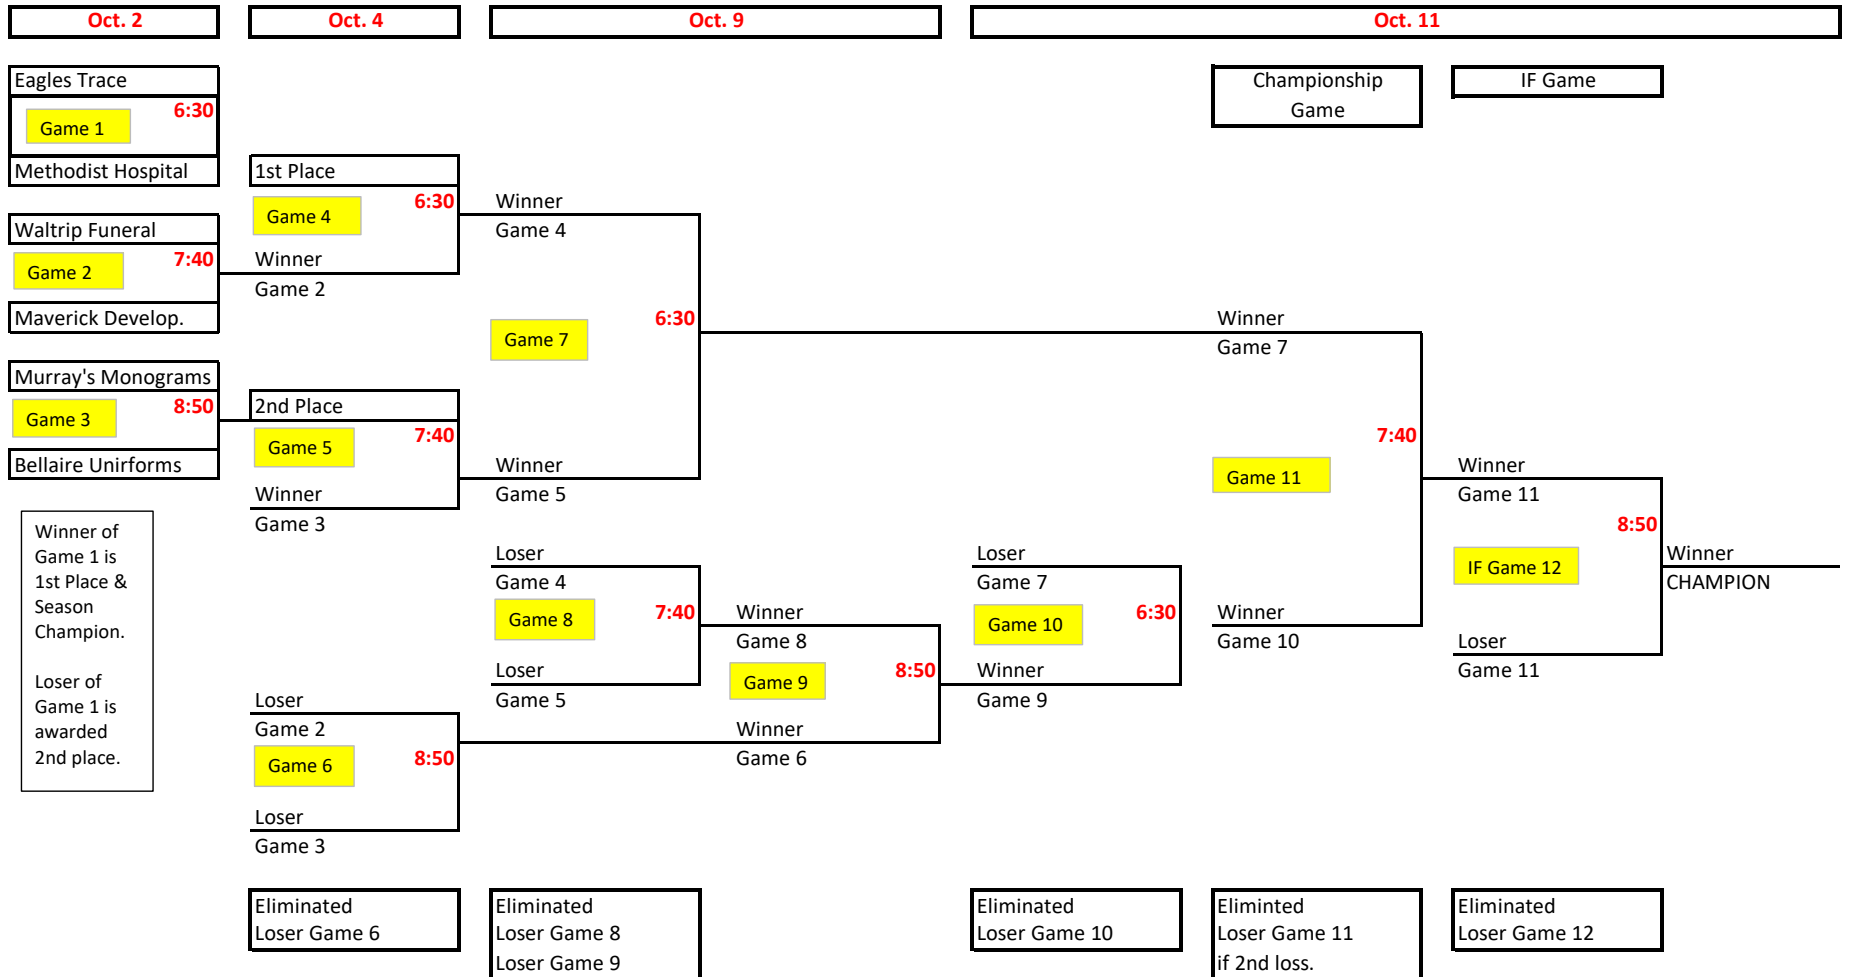 Oct. 2
Oct. 4
Oct. 9
Oct. 11
Eagles Trace
6:30
Game 1
Methodist Hospital
Waltrip Funeral
7:40
Game 2
Maverick Develop.
Murray's Monograms
8:50
Game 3
Bellaire Unirforms
Winner of
Game 1 is
1st Place &
Season
Champion.
Loser of
Game 1 is
awarded
2nd place.
1st Place
6:30
Game 4
Winner
Game 2
2nd Place
7:40
Game 5
Winner
Game 3
Loser
Game 2
8:50
Game 6
Loser
Game 3
Eliminated
Loser Game 6
Winner
Game 4
6:30
Game 7
Winner
Game 5
Loser
Game 4
7:40
Game 8
Loser
Game 5
Winner
Game 8
8:50
Game 9
Winner
Game 6
Eliminated
Loser Game 8
Loser Game 9
Loser
Game 7
6:30
Game 10
Winner
Game 9
Eliminated
Loser Game 10
Championship
Game
Winner
Game 7
7:40
Game 11
Winner
Game 10
Eliminted
Loser Game 11
if 2nd loss.
IF Game
Winner
Game 11
8:50
IF Game 12
Loser
Game 11
Eliminated
Loser Game 12
Winner
CHAMPION